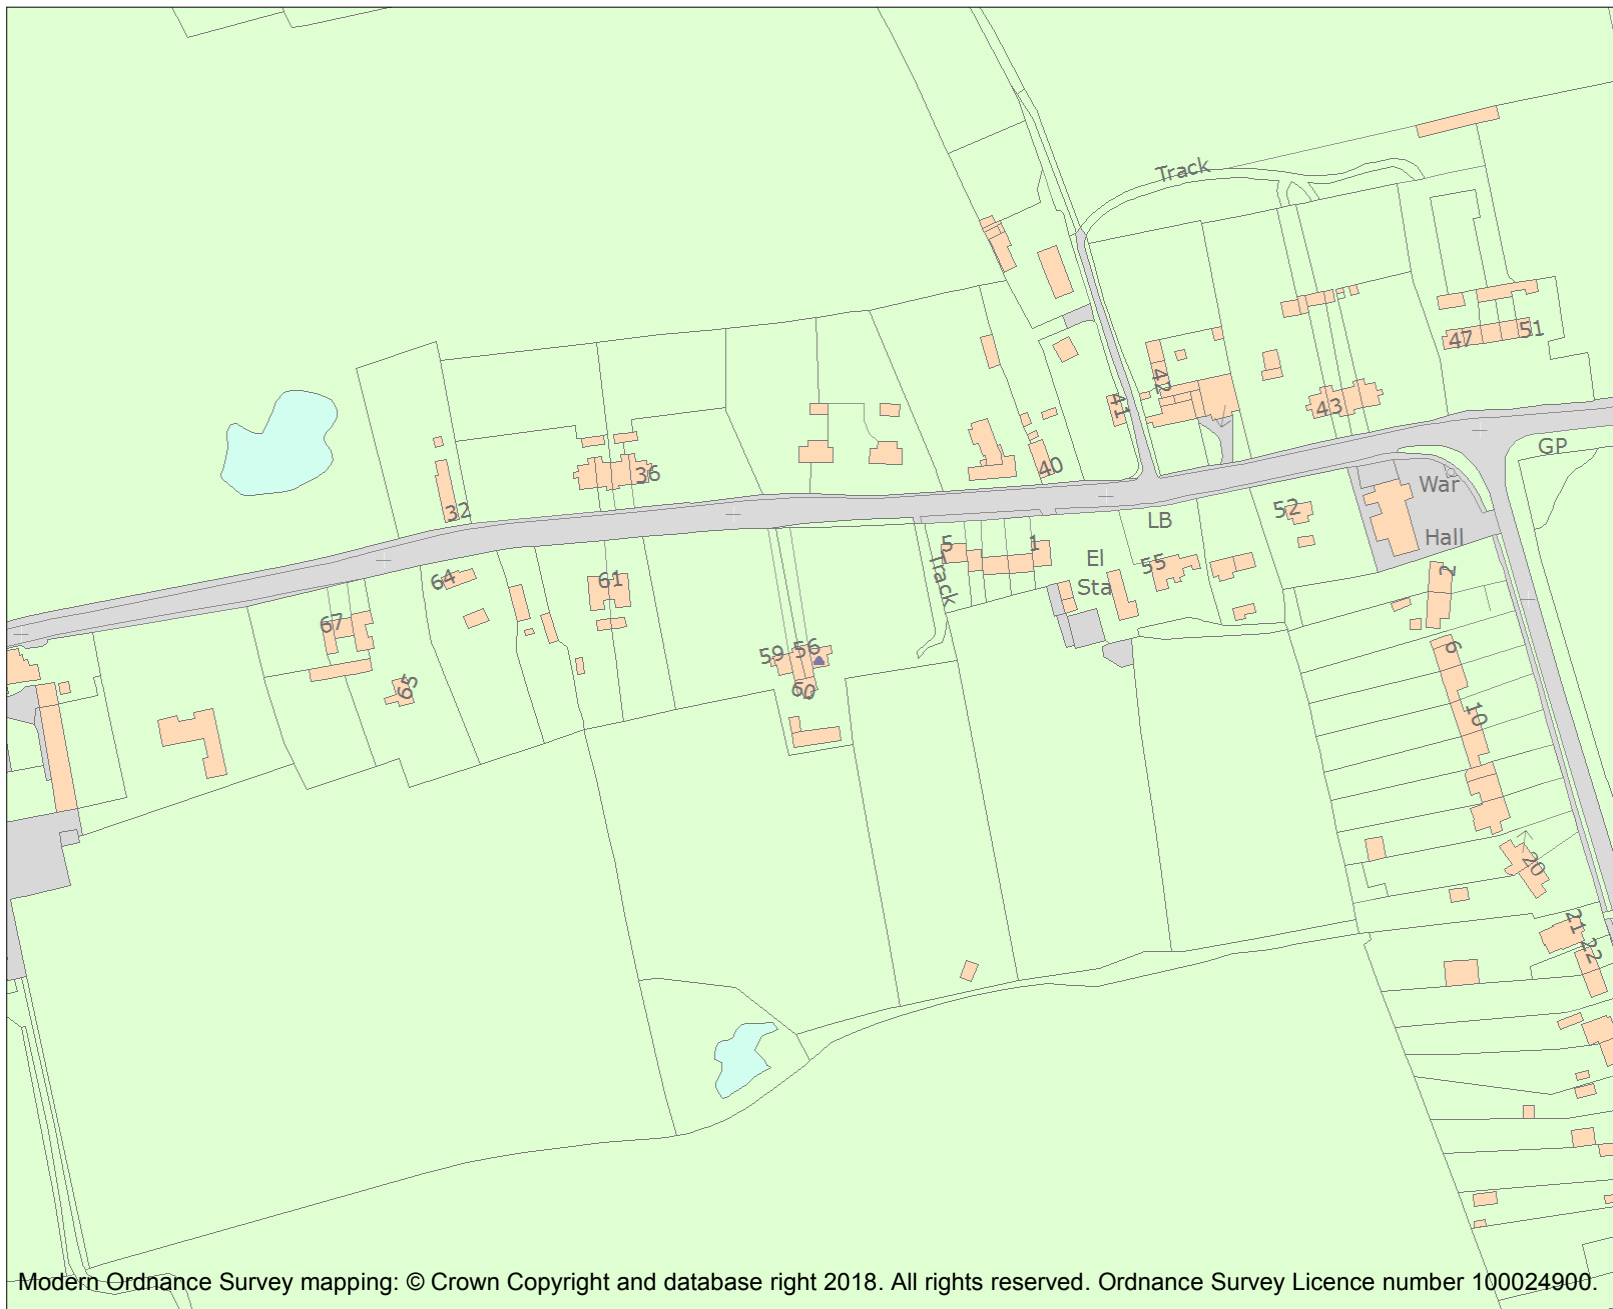 Track
51
47
42
43
41
40
GP
36
War
32
52
LB
Hall
5
1
El
Track
55
Sta
64
61
2
67
59
56
6
65
60
10
20
21
22
Modern Ordnance Survey mapping: © Crown Copyright and database right 2018. All rights reserved. Ordnance Survey Licence number 100024900.